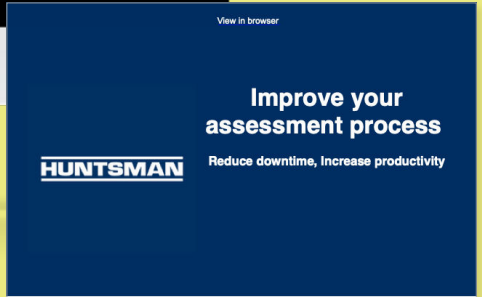 View in browser
Improve your
assessment process
Reduce downtime, Increase productivity
HUNTSMAN